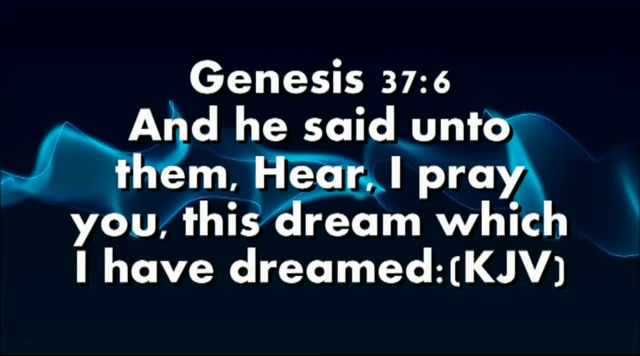 Genesis 37:6
And he said unto
them, Hear, I pray
you, this dream which
I have dreamed:(KJV)